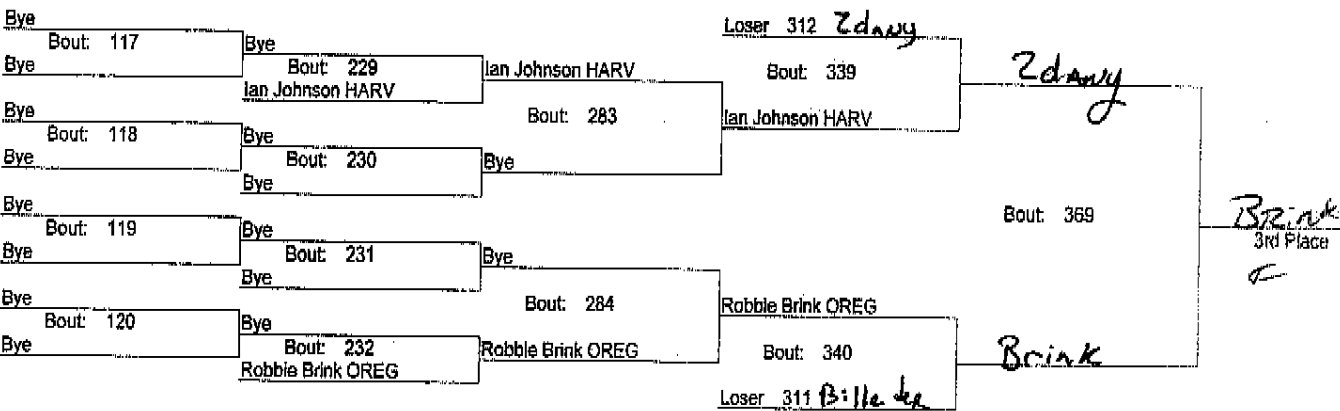 Bye
Bout: 117
Bye
Bye
Bout: 229
Ian Johnson HARV
Bye
Bout: 118
Bye
Bye
Bout: 230
Bye
Ian Johnson HARV
Bout: 283
Bye
Bye
Bout: 119
Bye
Bye
Bout: 231
Bye
Bye
Bout: 120
Bye
Bye
Bout: 232
Robbie Brink OREG
Bye
Bout: 284
Robbie Brink OREG
Loser 312 Zdawy
Bout: 339
Ian Johnson HARV
Robbie Brink OREG
Bout: 340
Loser 311
Zdawy
Bout: 369
Brink
Brink
3rd Place